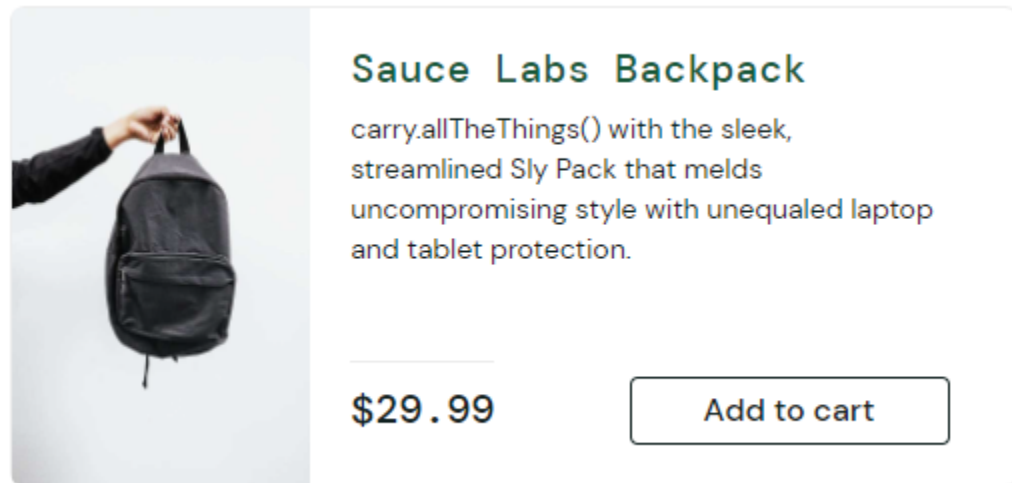 Sauce Labs Backpack
carry.allTheThings() with the sleek,
streamlined Sly Pack that melds
uncompromising style with unequaled laptop
and tablet protection.
$29.99
Add to cart